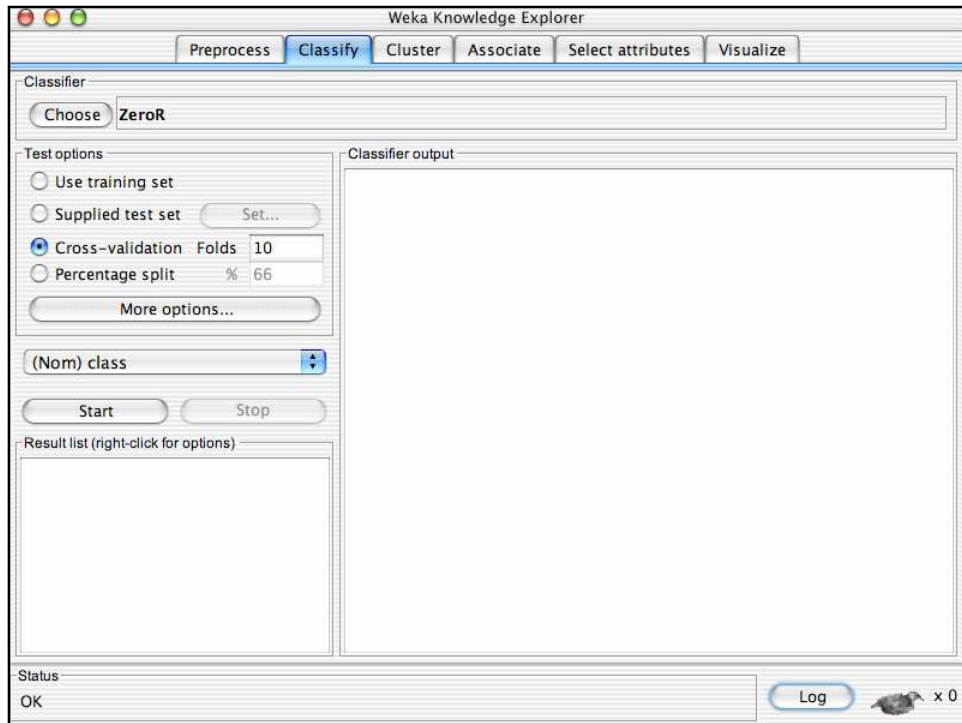 Weka Knowledge Explorer
Preprocess Classify Cluster Associate Select attributes Visualize
Classifier
Choose ZeroR
Test options
Use training set
Supplied test set Set...
Cross-validation Folds 10
Percentage split % 66
More options...
(Nom) class
Start Stop
Result list (right-click for options)
Classifier output
Status
OK
Log x 0